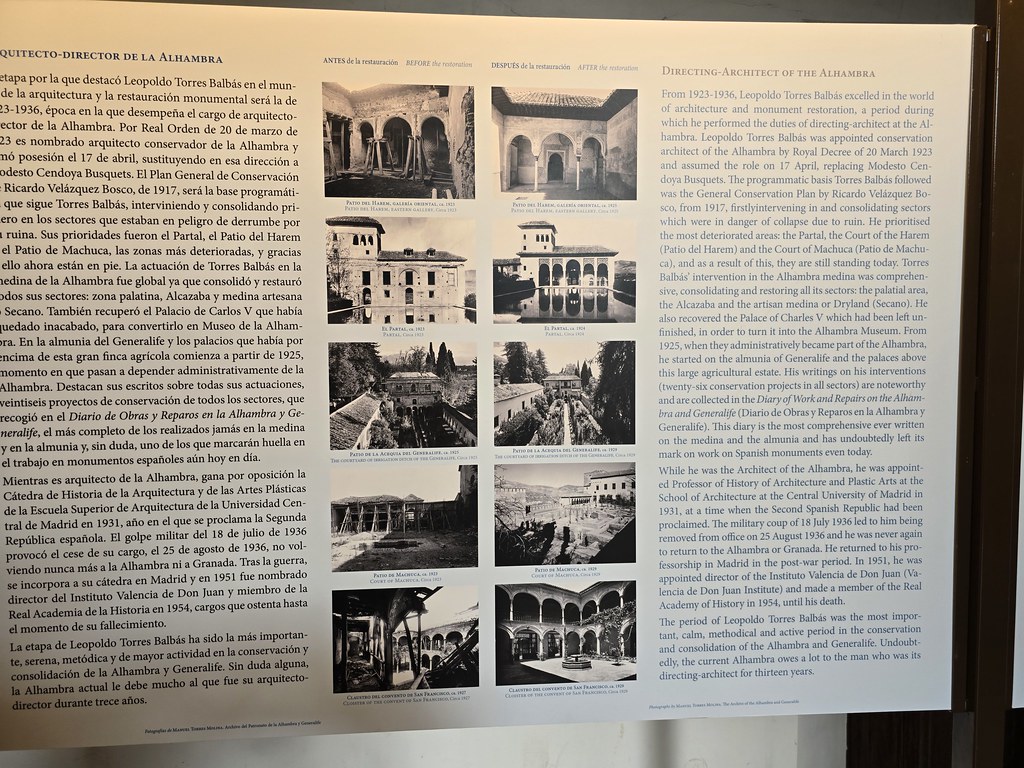 QUITECTO-DIRECTOR DE LA ALHAMBRA
etapa por la que destacó Leopoldo Torres Balbás en el mun-
de la arquitectura y la restauración monumental será la de
23-1936, época en la que desempeña el cargo de arquitecto-
ector de la Alhambra. Por Real Orden de 20 de marzo de
23 es nombrado arquitecto conservador de la Alhambra y
mó posesión el 17 de abril, sustituyendo en esa dirección a
odesto Cendoya Busquets. El Plan General de Conservación
Ricardo Velázquez Bosco, de 1917, será la base programáti-
que sigue Torres Balbás, interviniendo y consolidando pri-
ero en los sectores que estaban en peligro de derrumbe por
ruina. Sus prioridades fueron el Partal, el Patio del Harem
el Patio de Machuca, las zonas más deterioradas, y gracias
ello ahora están en pie. La actuación de Torres Balbás en la
medina de la Alhambra fue global ya que consolidó y restauró
odos sus sectores: zona palatina, Alcazaba y medina artesana
Secano. También recuperó el Palacio de Carlos V que había
quedado inacabado, para convertirlo en Museo de la Alham-
bra. En la almunia del Generalife y los palacios que había por
encima de esta gran finca agrícola comienza a partir de 1925,
momento en que pasan a depender administrativamente de la
Alhambra. Destacan sus escritos sobre todas sus actuaciones,
veintiseis proyectos de conservación de todos los sectores, que
recogió en el Diario de Obras y Reparos en la Alhambra y Ge-
neralife, el más completo de los realizados jamás en la medina
y en la almunia y, sin duda, uno de los que marcarán huella en
el trabajo en monumentos españoles aún hoy en día.
Mientras es arquitecto de la Alhambra, gana por oposición la
Cátedra de Historia de la Arquitectura y de las Artes Plásticas
de la Escuela Superior de Arquitectura de la Universidad Cen-
tral de Madrid en 1931, año en el que se proclama la Segunda
República española. El golpe militar del 18 de julio de 1936
provocó el cese de su cargo, el 25 de agosto de 1936, no vol-
viendo nunca más a la Alhambra ni a Granada. Tras la guerra,
se incorpora a su cátedra en Madrid y en 1951 fue nombrado
director del Instituto Valencia de Don Juan y miembro de la
Real Academia de la Historia en 1954, cargos que ostenta hasta
el momento de su fallecimiento.
La etapa de Leopoldo Torres Balbás ha sido la más importan-
te, serena, metódica y de mayor actividad en la conservación y
consolidación de la Alhambra y Generalife. Sin duda alguna,
la Alhambra actual le debe mucho al que fue su arquitecto-
director durante trece años.
Fotografías de MANUEL TORRES MOLINA, Archivo del Patronato de la Alhambra y Generalife
ANTES de la restauración BEFORE the restoration
DESPUÉS de la restauración AFTER the restoration
PATIO DEL HAREM, GALERÍA ORIENTAL, ca. 1923
PATIO DEL HAREM, EASTERN GALLERY, Circa 1923
PATIO DEL HAREM, GALERÍA ORIENTAL, ca. 1925
PATIO DEL HAREM, EASTERN GALLERY, Circa 1925
EL PARTAL, ca. 1923
PARTAL, Circa 1923
EL PARTAL, ca. 1924
PARTAL, Circa 1924
PATIO DE LA ACEQUIA DEL GENERALIFE, ca. 1925
THE COURTYARD OF IRRIGATION DITCH OF THE GENERALIFE, Circa 1925
PATIO DE LA ACEQUIA DEL GENERALIFE, ca. 1929
THE COURTYARD OF IRRIGATION DITCH OF THE GENERALIFE, Circa 1929
PATIO DE MACHUCA, ca. 1923
COURT OF MACHUCA, Circa 1923
PATIO DE MACHUCA, ca. 1928
COURT OF MACHUCA, Circa 1928
CLAUSTRO DEL CONVENTO DE SAN FRANCISCO, ca. 1927
CLOISTER OF THE CONVENT OF SAN FRANCISCO, Circa 1927
CLAUSTRO DEL CONVENTO DE SAN FRANCISCO, ca. 1929
CLOISTER OF THE CONVENT OF SAN FRANCISCO, Circa 1929
DIRECTING-ARCHITECT OF THE ALHAMBRA
From 1923-1936, Leopoldo Torres Balbás excelled in the world
of architecture and monument restoration, a period during
which he performed the duties of directing-architect at the Al-
hambra. Leopoldo Torres Balbás was appointed conservation
architect of the Alhambra by Royal Decree of 20 March 1923
and assumed the role on 17 April, replacing Modesto Cen-
doya Busquets. The programmatic basis Torres Balbás followed
was the General Conservation Plan by Ricardo Velázquez Bo-
sco, from 1917, firstlyintervening in and consolidating sectors
which were in danger of collapse due to ruin. He prioritised
the most deteriorated areas: the Partal, the Court of the Harem
(Patio del Harem) and the Court of Machuca (Patio de Machu-
ca), and as a result of this, they are still standing today. Torres
Balbás' intervention in the Alhambra medina was comprehen-
sive, consolidating and restoring all its sectors: the palatial area,
the Alcazaba and the artisan medina or Dryland (Secano). He
also recovered the Palace of Charles V which had been left un-
finished, in order to turn it into the Alhambra Museum. From
1925, when they administratively became part of the Alhambra,
he started on the almunia of Generalife and the palaces above
this large agricultural estate. His writings on his interventions
(twenty-six conservation projects in all sectors) are noteworthy
and are collected in the Diary of Work and Repairs on the Alham-
bra and Generalife (Diario de Obras y Reparos en la Alhambra y
Generalife). This diary is the most comprehensive ever written
on the medina and the almunia and has undoubtedly left its
mark on work on Spanish monuments even today.
While he was the Architect of the Alhambra, he was appoint-
ed Professor of History of Architecture and Plastic Arts at the
School of Architecture at the Central University of Madrid in
1931, at a time when the Second Spanish Republic had been
proclaimed. The military coup of 18 July 1936 led to him being
removed from office on 25 August 1936 and he was never again
to return to the Alhambra or Granada. He returned to his pro-
fessorship in Madrid in the post-war period. In 1951, he was
appointed director of the Instituto Valencia de Don Juan (Va-
lencia de Don Juan Institute) and made a member of the Real
Academy of History in 1954, until his death.
The period of Leopoldo Torres Balbás was the most impor-
tant, calm, methodical and active period in the conservation
and consolidation of the Alhambra and Generalife. Undoubt-
edly, the current Alhambra owes a lot to the man who was its
directing-architect for thirteen years.
Photographs by MANUEL TORRES MOLINA, The Archive of the Alhambra and Generalife